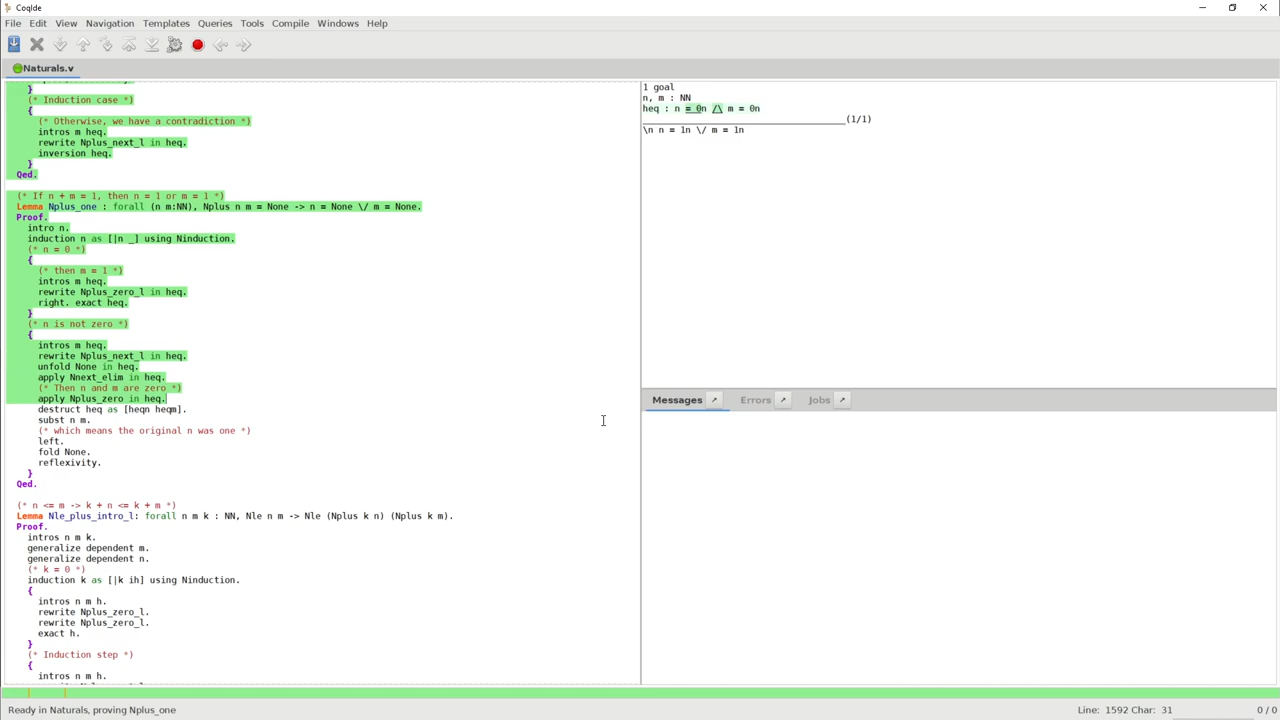 CoqIde
File Edit View Navigation Templates Queries Tools Compile Windows Help
Naturals.v
}
(* Induction case *)
{
(* Otherwise, we have a contradiction *)
intros m heq.
rewrite Nplus_next_l in heq.
inversion heq.
}
Qed.
(* If n + m = 1, then n = 1 or m = 1 *)
Lemma Nplus_one : forall (n m:NN), Nplus n m = None -> n = None \/ m = None.
Proof.
intro n.
induction n as [|n _] using Ninduction.
(* n = 0 *)
{
(* then m = 1 *)
intros m heq.
rewrite Nplus_zero_l in heq.
right. exact heq.
}
(* n is not zero *)
{
intros m heq.
rewrite Nplus_next_l in heq.
unfold None in heq.
apply Nnext_elim in heq.
(* Then n and m are zero *)
apply Nplus_zero in heq.
destruct heq as [heqn heqm].
subst n m.
(* which means the original n was one *)
left.
fold None.
reflexivity.
}
Qed.
(* n <= m -> k + n <= k + m *)
Lemma Nle_plus_intro_l: forall n m k : NN, Nle n m -> Nle (Nplus k n) (Nplus k m).
Proof.
intros n m k.
generalize dependent m.
generalize dependent n.
(* k = 0 *)
induction k as [|k ih] using Ninduction.
{
intros n m h.
rewrite Nplus_zero_l.
rewrite Nplus_zero_l.
exact h.
}
(* Induction step *)
{
intros n m h.
1 goal
n, m : NN
heq : n = 0n /\ m = 0n
(1/1)
\n n = 1n \/ m = 1n
Messages Errors Jobs
Ready in Naturals, proving Nplus_one
Line: 1592 Char: 31
0 / 0